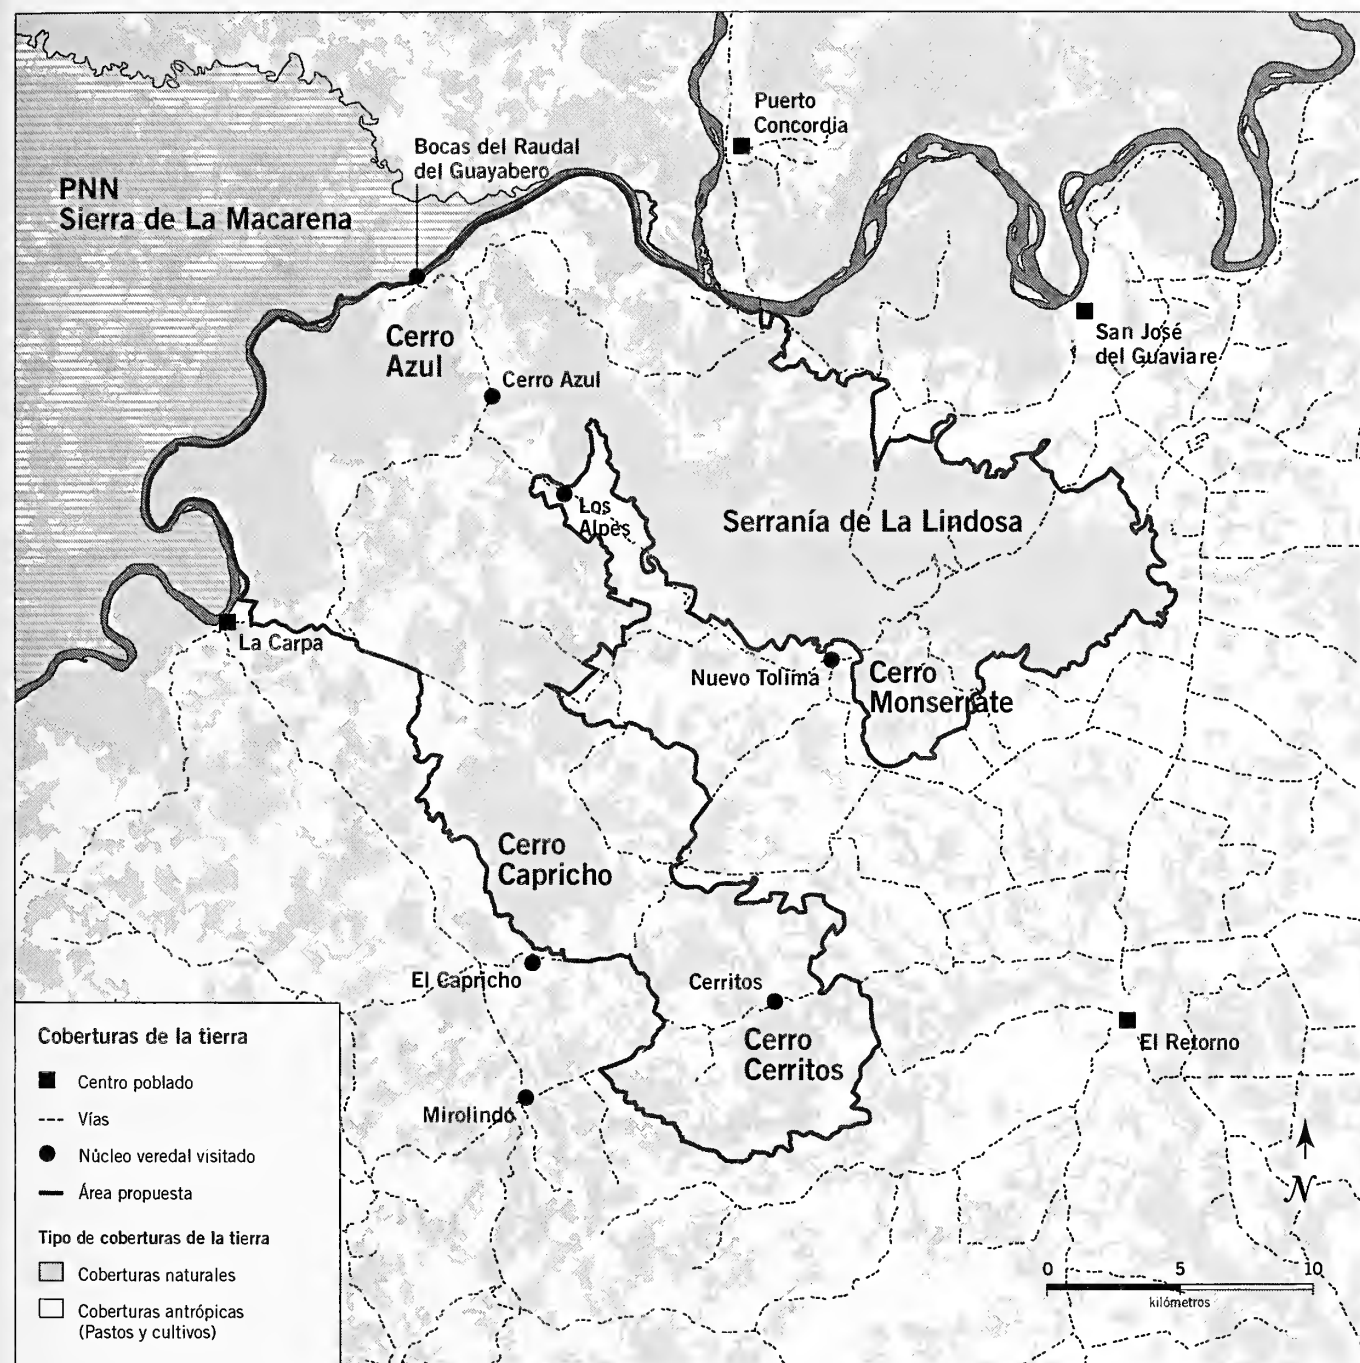 Puerto
Concordia
Bocas del Raudal
del Guayabero
PNN
Sierra de La Macarena
San José
del Guaviare
Cerro
Azul
Cerro Azul
Los
Alpes
Serranía de La Lindosa
La Carpa
Nuevo Tolima
Cerro
Monserrate
Cerro
Capricho
El Capricho
Cerritos
Cerro
Cerritos
El Retorno
Mirolindo
Coberturas de la tierra
Centro poblado
Vías
Núcleo veredal visitado
Área propuesta
Tipo de coberturas de la tierra
Coberturas naturales
Coberturas antrópicas
(Pastos y cultivos)
N
0 5 10
kilómetros